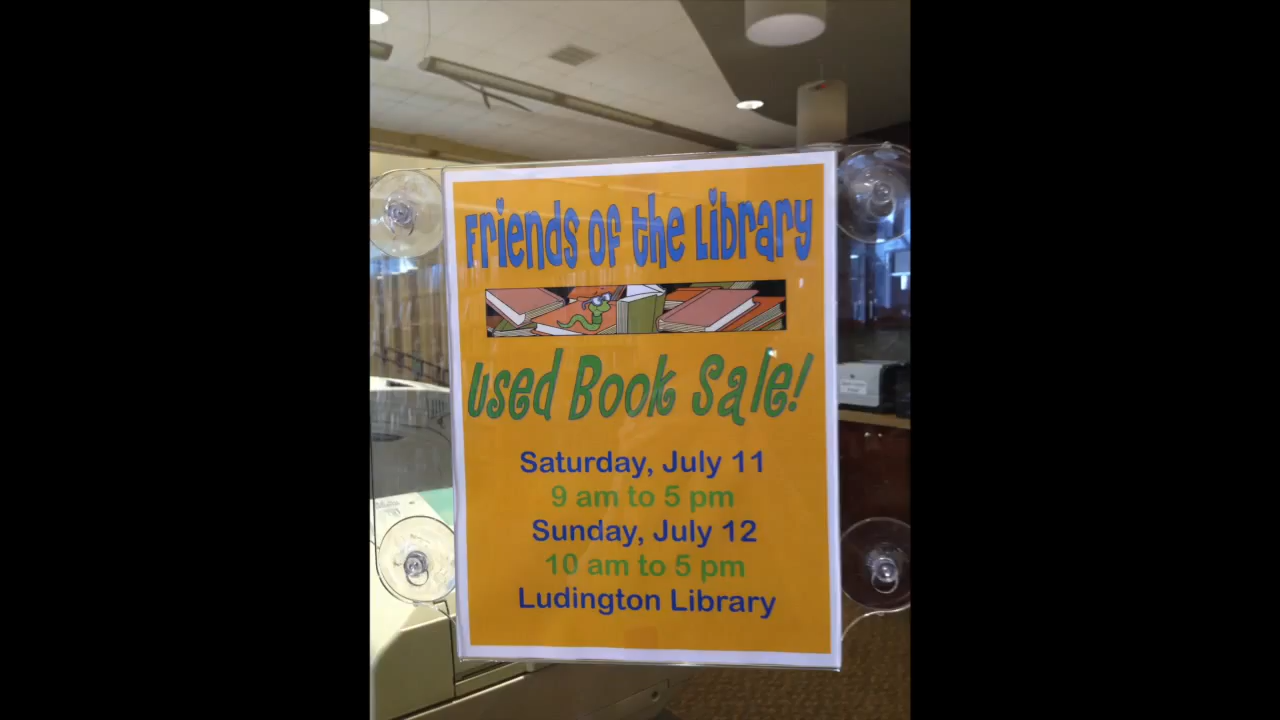 Friends of the Library
Used Book Sale!
Saturday, July 11
9 am to 5 pm
Sunday, July 12
10 am to 5 pm
Ludington Library